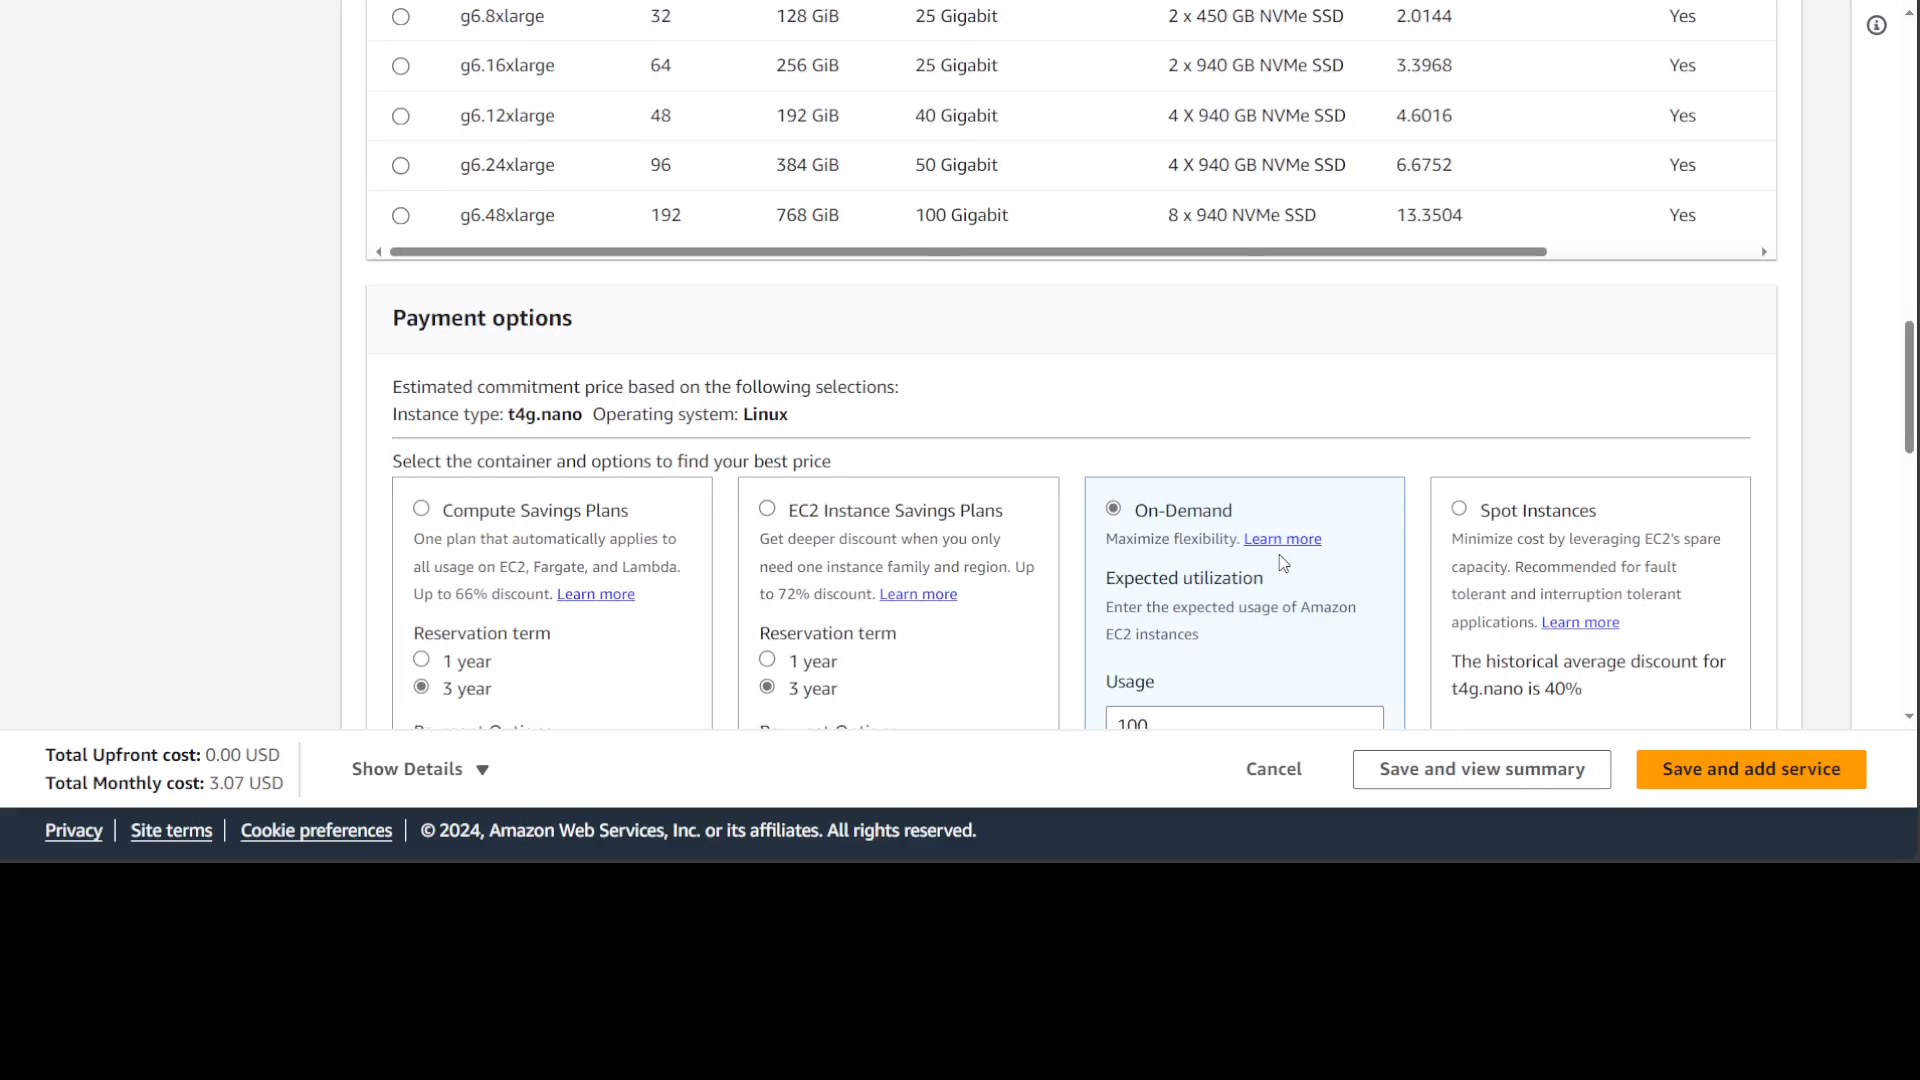 g6.8xlarge 32 128 GiB 25 Gigabit 2 x 450 GB NVMe SSD 2.0144 Yes
g6.16xlarge 64 256 GiB 25 Gigabit 2 x 940 GB NVMe SSD 3.3968 Yes
g6.12xlarge 48 192 GiB 40 Gigabit 4 X 940 GB NVMe SSD 4.6016 Yes
g6.24xlarge 96 384 GiB 50 Gigabit 4 X 940 GB NVMe SSD 6.6752 Yes
g6.48xlarge 192 768 GiB 100 Gigabit 8 x 940 NVMe SSD 13.3504 Yes
Payment options
Estimated commitment price based on the following selections:
Instance type: t4g.nano Operating system: Linux
Select the container and options to find your best price
Compute Savings Plans
One plan that automatically applies to
all usage on EC2, Fargate, and Lambda.
Up to 66% discount. Learn more
Reservation term
1 year
3 year
EC2 Instance Savings Plans
Get deeper discount when you only
need one instance family and region. Up
to 72% discount. Learn more
Reservation term
1 year
3 year
On-Demand
Maximize flexibility. Learn more
Expected utilization
Enter the expected usage of Amazon
EC2 instances
Usage
100
Spot Instances
Minimize cost by leveraging EC2's spare
capacity. Recommended for fault
tolerant and interruption tolerant
applications. Learn more
The historical average discount for
t4g.nano is 40%
Total Upfront cost: 0.00 USD
Total Monthly cost: 3.07 USD
Show Details
Cancel
Save and view summary
Save and add service
Privacy | Site terms | Cookie preferences | © 2024, Amazon Web Services, Inc. or its affiliates. All rights reserved.